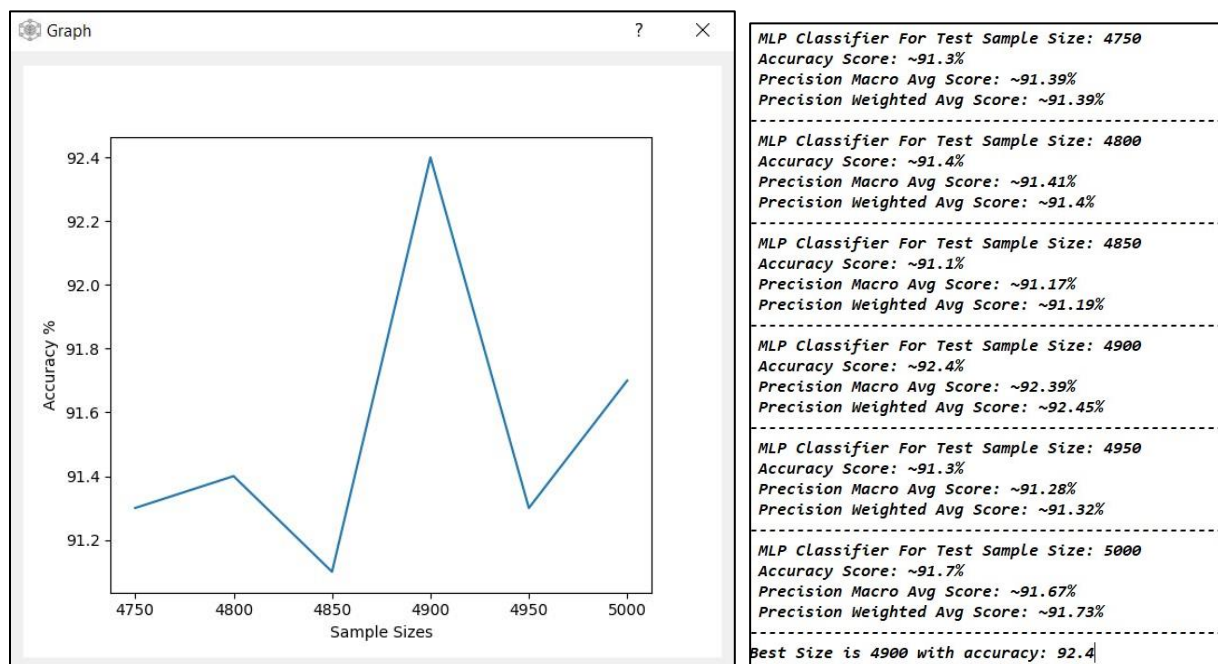 Graph
?
92.4
92.2
92.0
91.8
91.6
91.4
91.2
Accuracy %
4750 4800 4850 4900 4950 5000
Sample Sizes
MLP Classifier For Test Sample Size: 4750
Accuracy Score: ~91.3%
Precision Macro Avg Score: ~91.39%
Precision Weighted Avg Score: ~91.39%
--------------------------------------------------
MLP Classifier For Test Sample Size: 4800
Accuracy Score: ~91.4%
Precision Macro Avg Score: ~91.41%
Precision Weighted Avg Score: ~91.4%
--------------------------------------------------
MLP Classifier For Test Sample Size: 4850
Accuracy Score: ~91.1%
Precision Macro Avg Score: ~91.17%
Precision Weighted Avg Score: ~91.19%
--------------------------------------------------
MLP Classifier For Test Sample Size: 4900
Accuracy Score: ~92.4%
Precision Macro Avg Score: ~92.39%
Precision Weighted Avg Score: ~92.45%
--------------------------------------------------
MLP Classifier For Test Sample Size: 4950
Accuracy Score: ~91.3%
Precision Macro Avg Score: ~91.28%
Precision Weighted Avg Score: ~91.32%
--------------------------------------------------
MLP Classifier For Test Sample Size: 5000
Accuracy Score: ~91.7%
Precision Macro Avg Score: ~91.67%
Precision Weighted Avg Score: ~91.73%
--------------------------------------------------
Best Size is 4900 with accuracy: 92.4